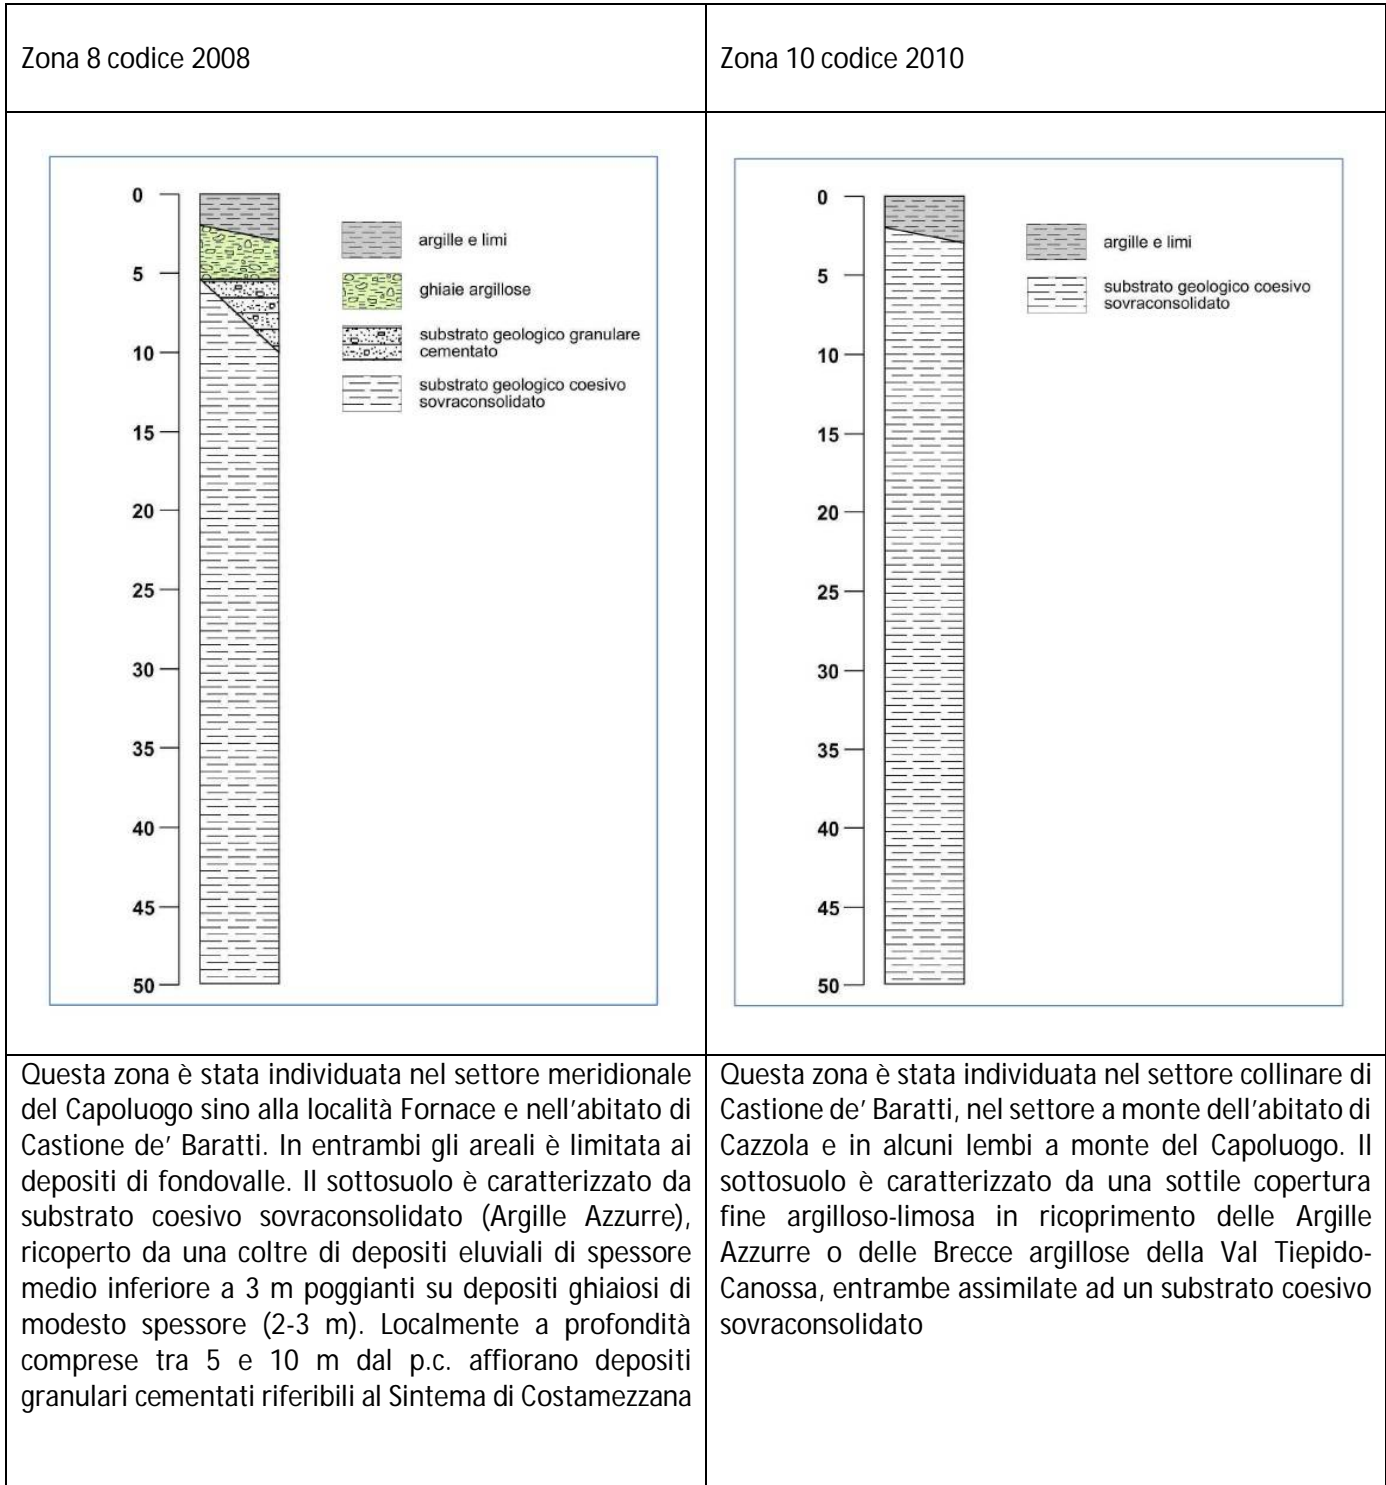 Zona 8 codice 2008
0
5
10
15
20
25
30
35
40
45
50
argille e limi
ghiaie argillose
substrato geologico granulare
cementato
substrato geologico coesivo
sovraconsolidato
Questa zona è stata individuata nel settore meridionale
del Capoluogo sino alla località Fornace e nell'abitato di
Castione de' Baratti. In entrambi gli areali è limitata ai
depositi di fondovalle. Il sottosuolo è caratterizzato da
substrato coesivo sovraconsolidato (Argille Azzurre),
ricoperto da una coltre di depositi eluviali di spessore
medio inferiore a 3 m poggianti su depositi ghiaiosi di
modesto spessore (2-3 m). Localmente a profondità
comprese tra 5 e 10 m dal p.c. affiorano depositi
granulari cementati riferibili al Sintema di Costamezzana
Zona 10 codice 2010
0
5
10
15
20
25
30
35
40
45
50
argille e limi
substrato geologico coesivo
sovraconsolidato
Questa zona è stata individuata nel settore collinare di
Castione de' Baratti, nel settore a monte dell'abitato di
Cazzola e in alcuni lembi a monte del Capoluogo. Il
sottosuolo è caratterizzato da una sottile copertura
fine argilloso-limosa in ricoprimento delle Argille
Azzurre o delle Brecce argillose della Val Tiepido-
Canossa, entrambe assimilate ad un substrato coesivo
sovraconsolidato